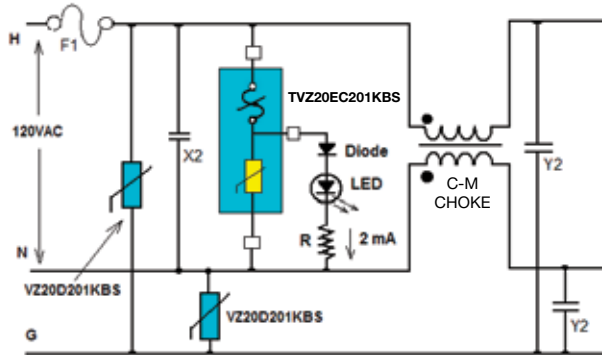 H
F1
TVZ20EC201KBS
120VAC
X2
Diode
LED
Y2
C-M
CHOKE
R
2 mA
N
VZ20D201KBS
VZ20D201KBS
Y2
G